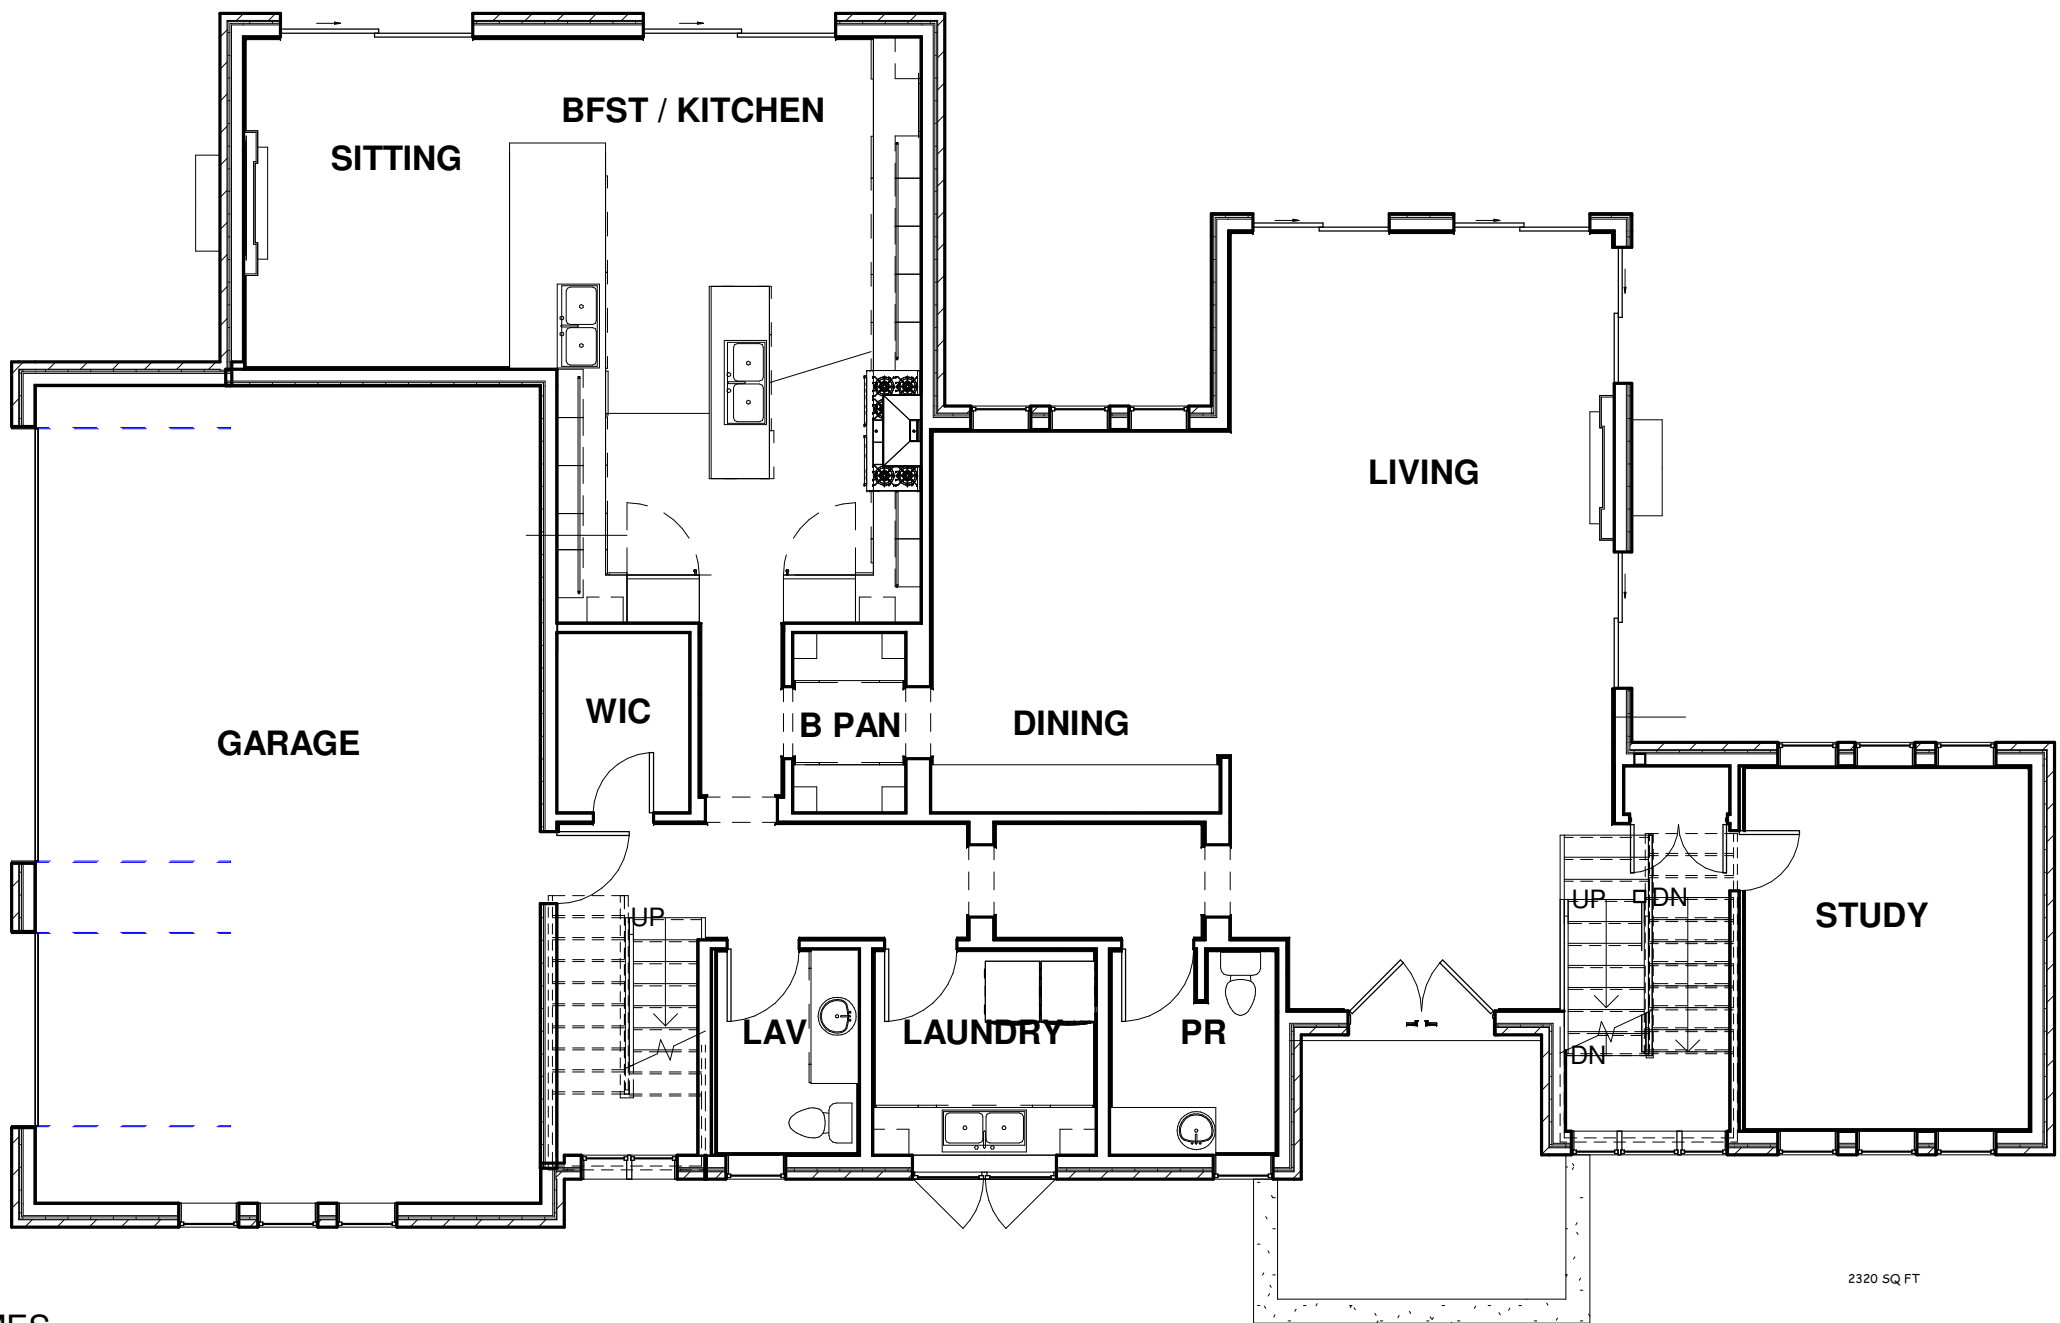 BFST / KITCHEN
SITTING
LIVING
WIC
B PAN
DINING
GARAGE
UP
UP
DN
STUDY
LAV
LAUNDRY
PR
DN
2320 SQ FT